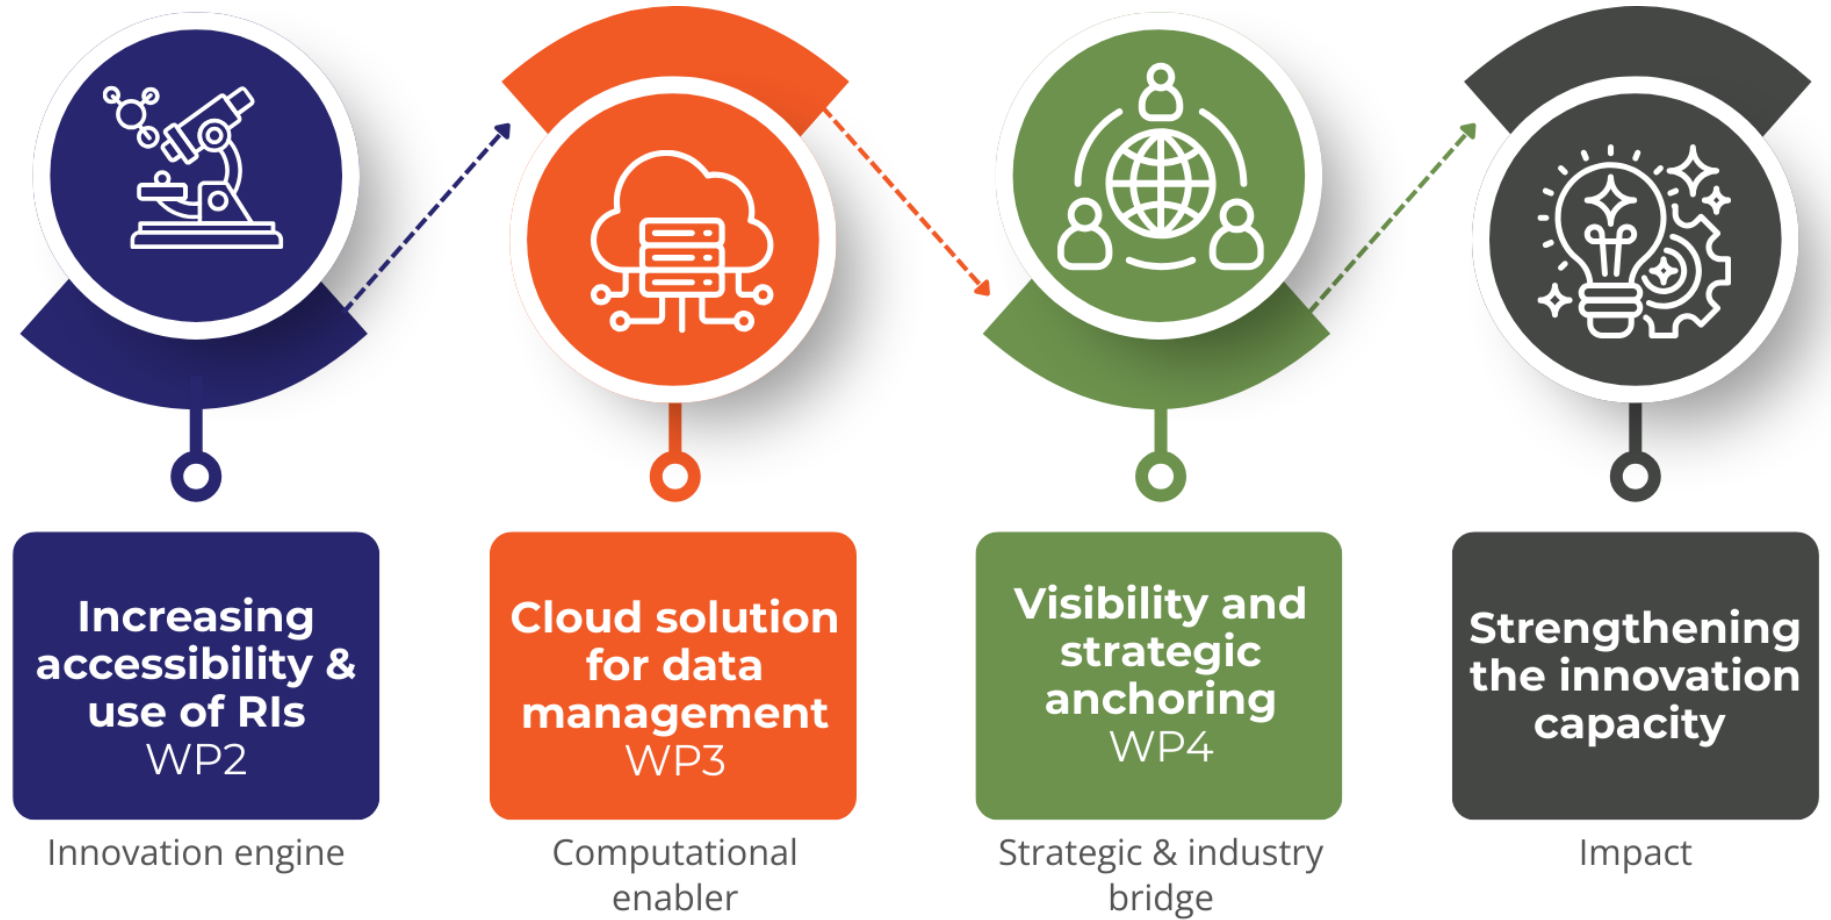 Increasing
accessibility &
use of RIs
WP2
Innovation engine
Cloud solution
for data
management
WP3
Computational
enabler
Visibility and
strategic
anchoring
WP4
Strategic & industry
bridge
Strengthening
the innovation
capacity
Impact